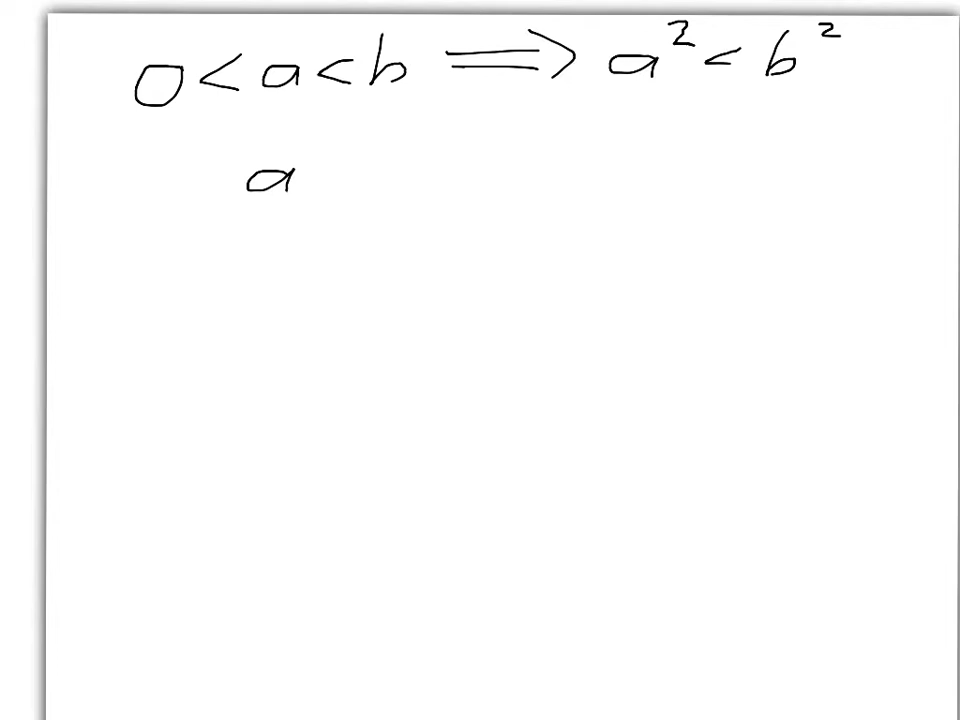 0 < a < b ⟹ a² < b²
a